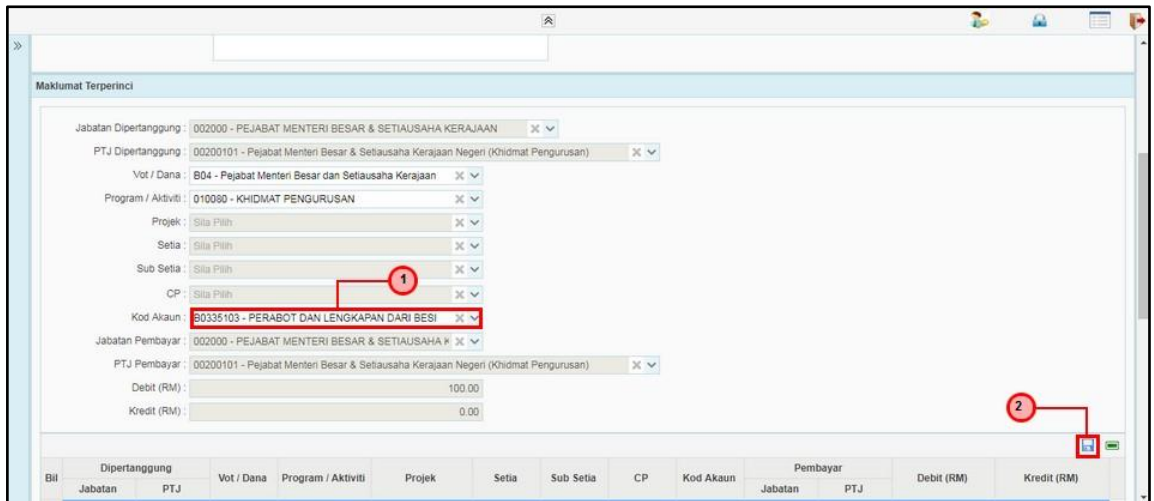 Maklumat Terperinci
Jabatan Dipertanggung : 002000 - PEJABAT MENTERI BESAR & SETIAUSAHA KERAJAAN
PTJ Dipertanggung : 00200101 - Pejabat Menteri Besar & Setiausaha Kerajaan Negeri (Khidmat Pengurusan)
Vot / Dana : B04 - Pejabat Menteri Besar dan Setiausaha Kerajaan
Program / Aktiviti : 010080 - KHIDMAT PENGURUSAN
Projek : Sila Pilih
Setia : Sila Pilih
Sub Setia : Sila Pilih
1
CP : Sila Pilih
Kod Akaun : B0335103 - PERABOT DAN LENGKAPAN DARI BESI
Jabatan Pembayar : 002000 - PEJABAT MENTERI BESAR & SETIAUSAHA K
PTJ Pembayar : 00200101 - Pejabat Menteri Besar & Setiausaha Kerajaan Negeri (Khidmat Pengurusan)
Debit (RM) : 100.00
Kredit (RM) : 0.00
2
Bil Dipertanggung Vot / Dana Program / Aktiviti Projek Setia Sub Setia CP Kod Akaun Pembayar Debit (RM) Kredit (RM)
Jabatan PTJ Jabatan PTJ